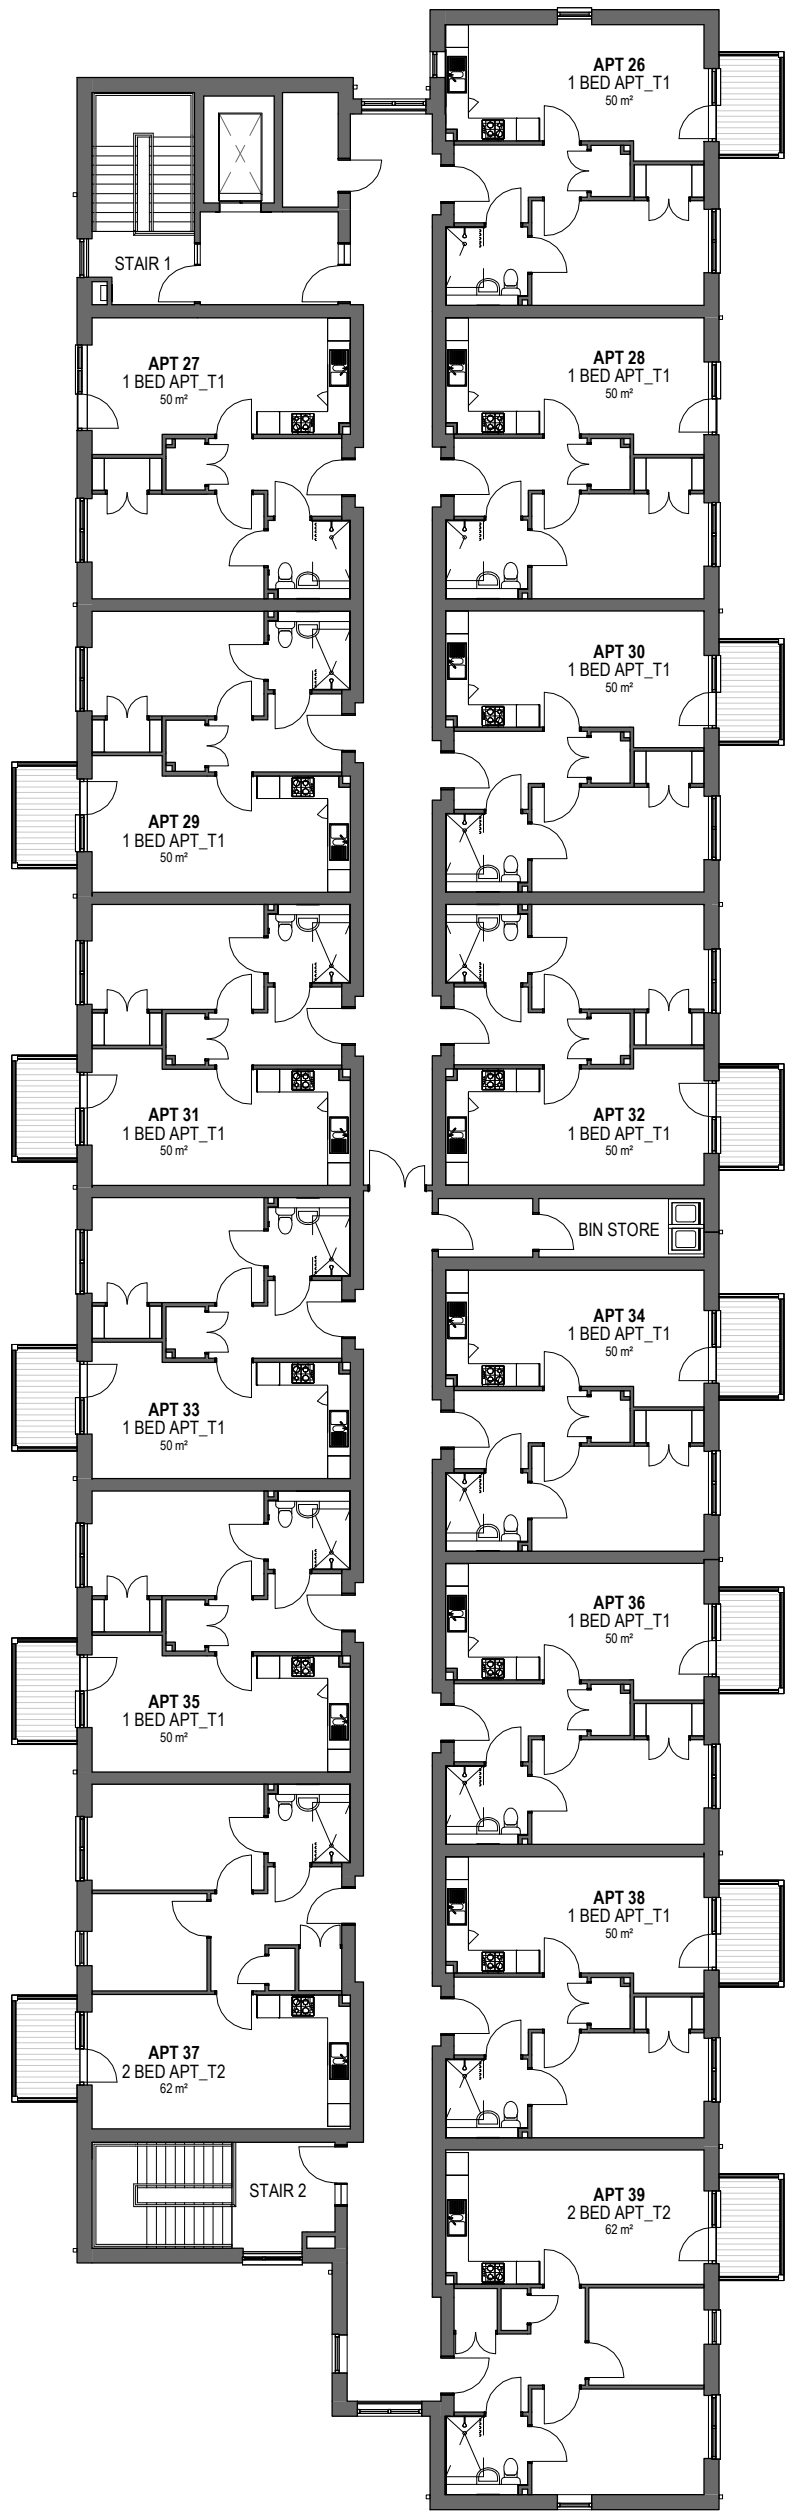 APT 26
1 BED APT_T1
50 m²
STAIR 1
APT 27
1 BED APT_T1
50 m²
APT 28
1 BED APT_T1
50 m²
APT 30
1 BED APT_T1
50 m²
APT 29
1 BED APT_T1
50 m²
APT 31
1 BED APT_T1
50 m²
APT 32
1 BED APT_T1
50 m²
BIN STORE
APT 34
1 BED APT_T1
50 m²
APT 33
1 BED APT_T1
50 m²
APT 36
1 BED APT_T1
50 m²
APT 35
1 BED APT_T1
50 m²
APT 38
1 BED APT_T1
50 m²
APT 37
2 BED APT_T2
62 m²
STAIR 2
APT 39
2 BED APT_T2
62 m²